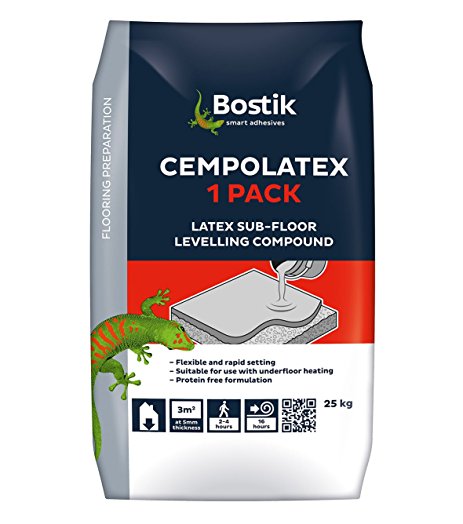 Bostik
smart adhesives
FLOORING PREPARATION
CEMPOLATEX
1 PACK
LATEX SUB-FLOOR
LEVELLING COMPOUND
– Flexible and rapid setting
– Suitable for use with underfloor heating
– Protein free formulation
3m²
at 5mm
thickness
2-4
hours
16
hours
25 kg